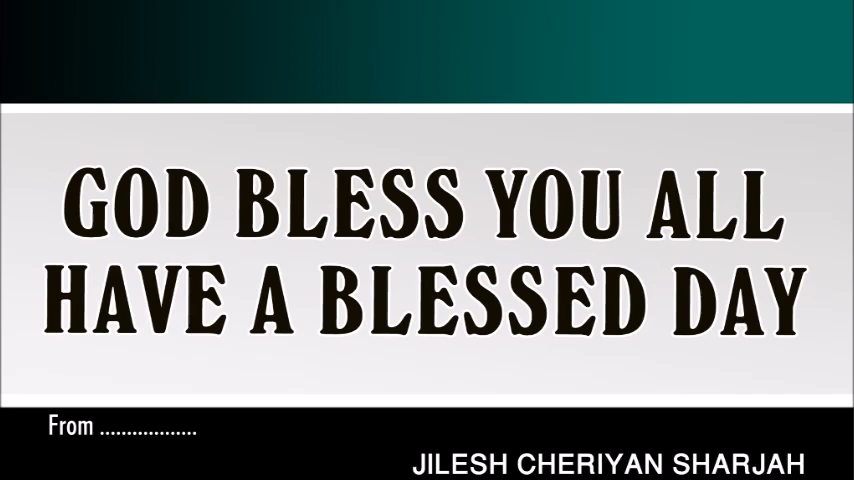 GOD BLESS YOU ALL
HAVE A BLESSED DAY
From ..................
JILESH CHERIYAN SHARJAH